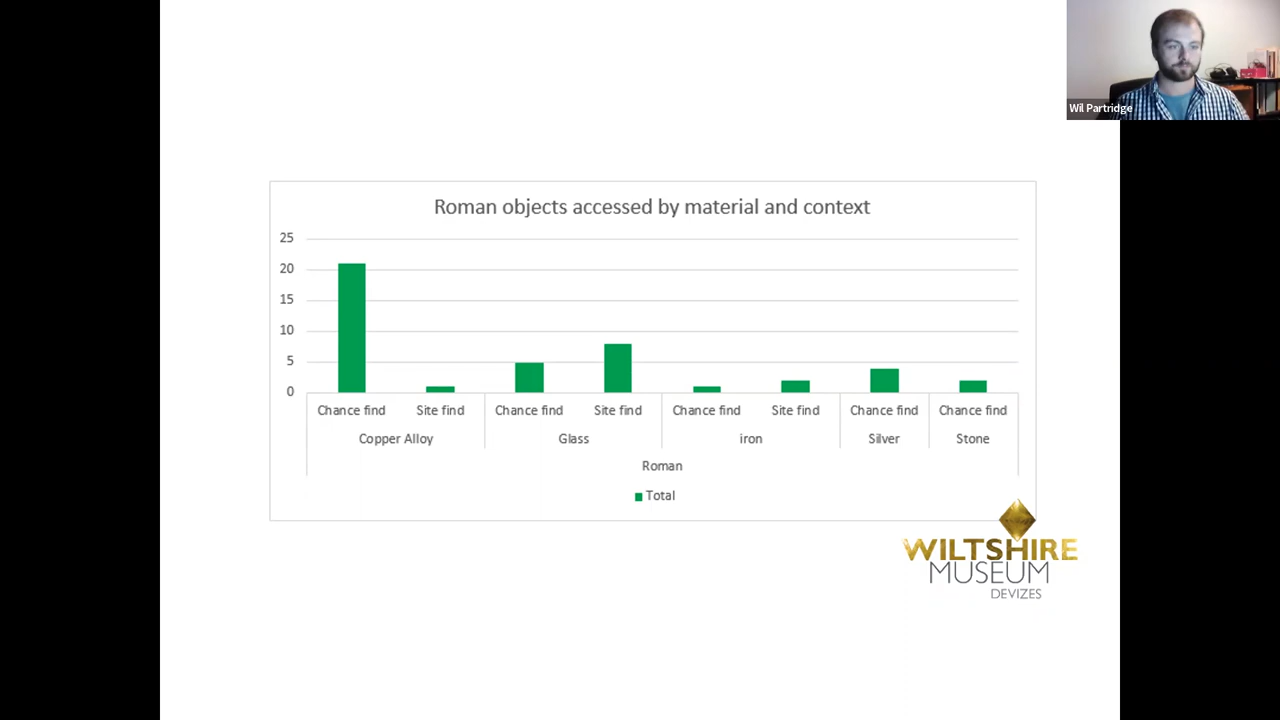 Wil Partridge
Roman objects accessed by material and context
25
20
15
10
5
0
Chance find Site find Chance find Site find Chance find Site find Chance find Chance find
Copper Alloy Glass iron Silver Stone
Roman
Total
WILTSHIRE
MUSEUM
DEVIZES